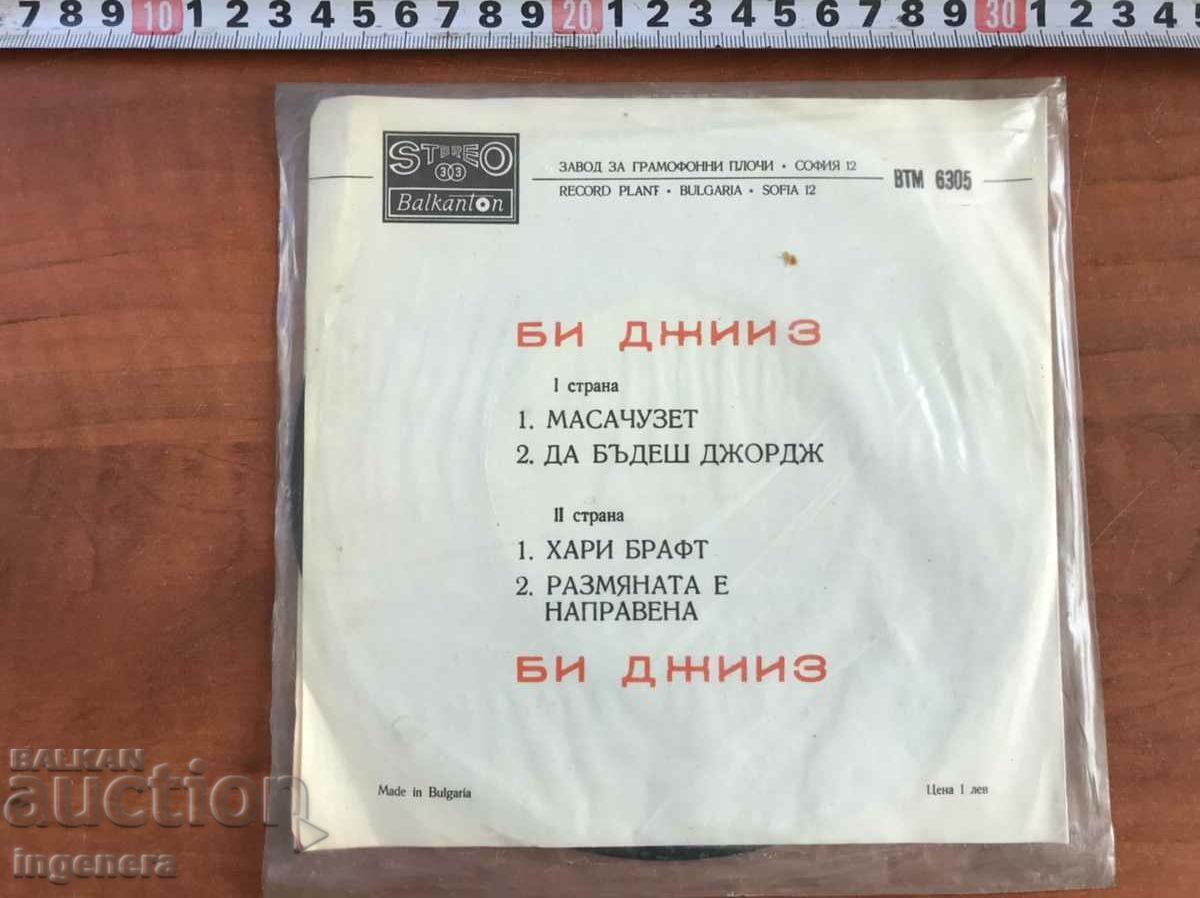 7 8 9 10 1 2 3 4 5 6 7 8 9 20 1 2 3 4 5 6 7 8 9 30 1 2 3 4 5
STEREO
33
Balkanton
ЗАВОД ЗА ГРАМОФОННИ ПЛОЧИ • СОФИЯ 12
RECORD PLANT • BULGARIA • SOFIA 12
ВТМ 6305
БИ ДЖИИЗ
I страна
1. МАСАЧУЗЕТ
2. ДА БЪДЕШ ДЖОРДЖ
II страна
1. ХАРИ БРАФТ
2. РАЗМЯНАТА Е
НАПРАВЕНА
БИ ДЖИИЗ
Made in Bulgaria
Цена 1 лев
BALKAN
auction
ingenera